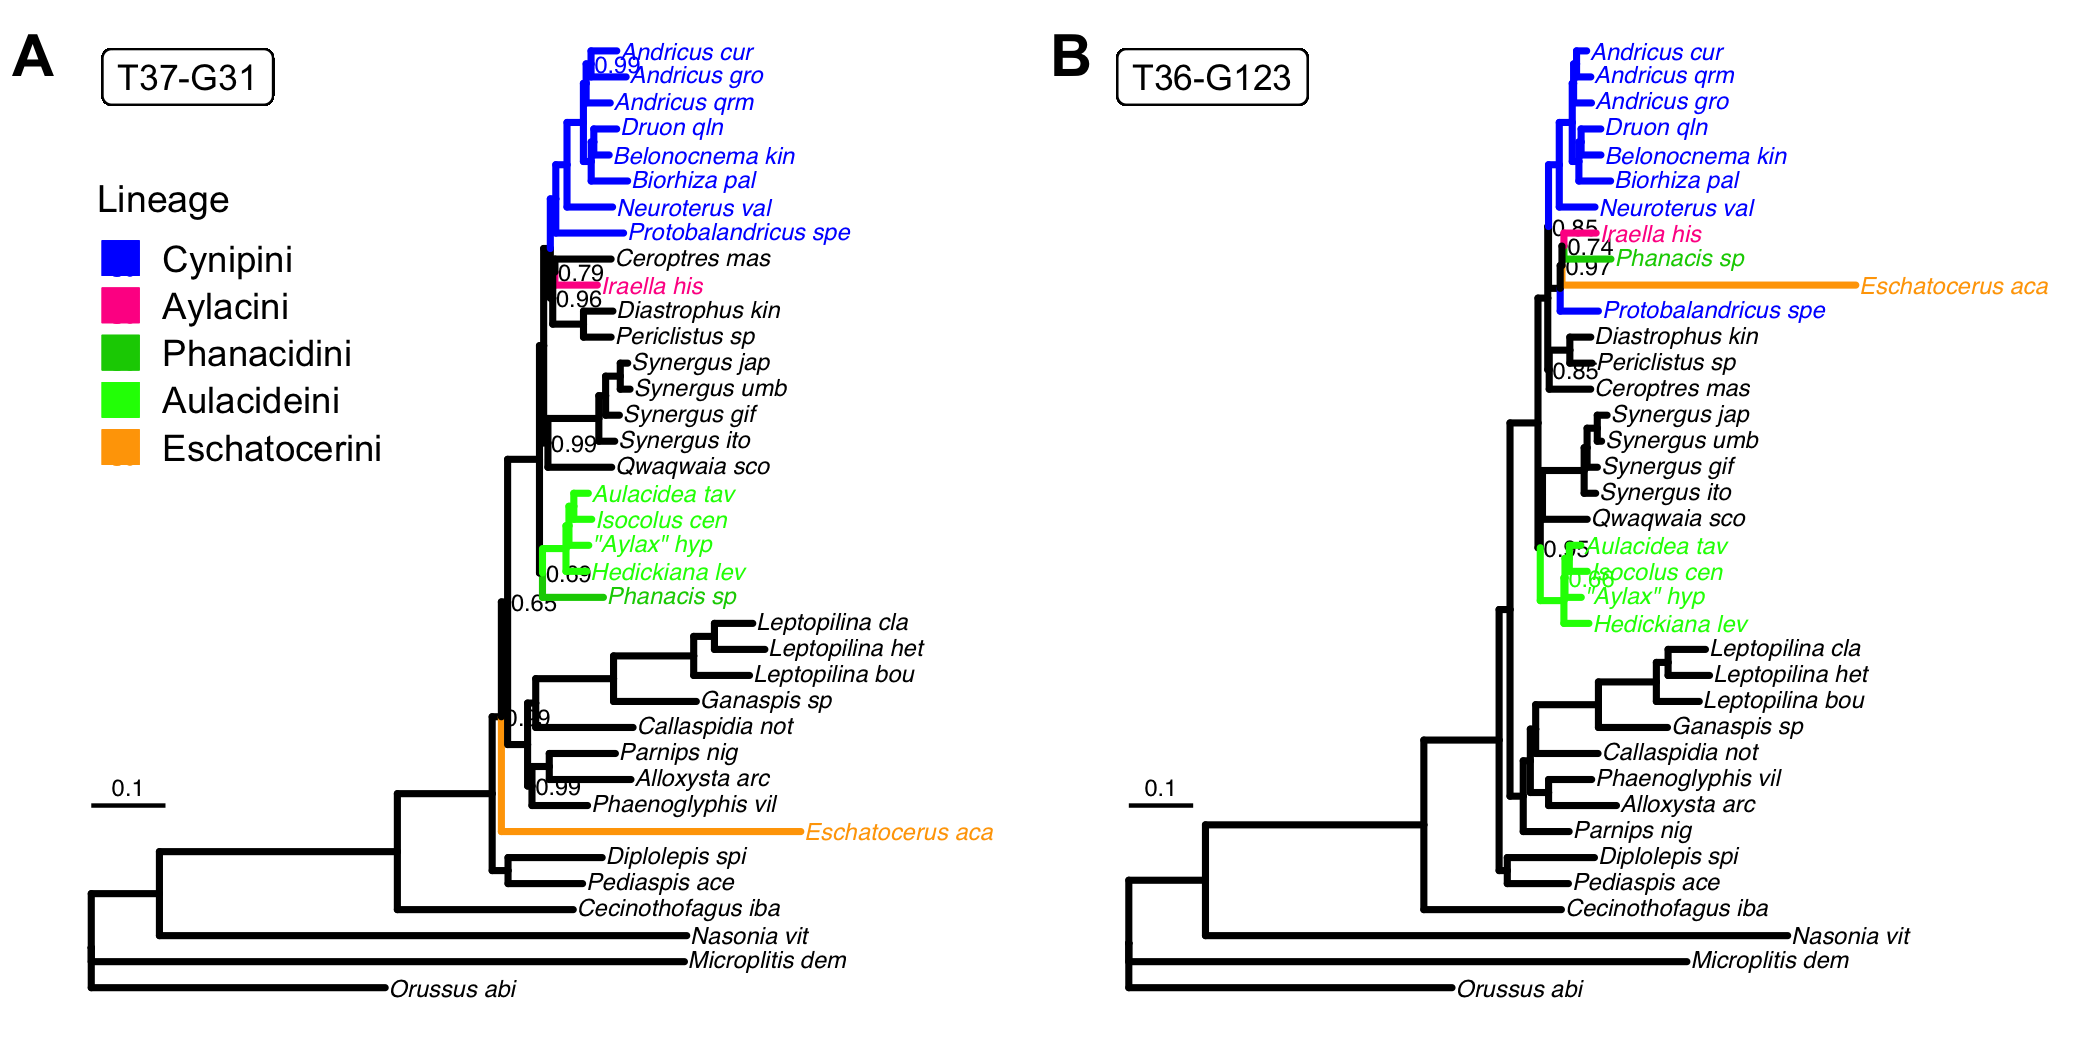 A
T37-G31
Lineage
Cynipini
Aylacini
Phanacidini
Aulacideini
Eschatocerini
Andricus cur
0.99
Andricus gro
Andricus qrm
Druon qln
Belonocnema kin
Biorhiza pal
Neuroterus val
Protobalandricus spe
Ceroptres mas
0.79
Iraella his
0.96
Diastrophus kin
Periclistus sp
Synergus jap
Synergus umb
Synergus gif
Synergus ito
0.99
Qwaqwaia sco
Aulacidea tav
Isocolus cen
"Aylax" hyp
Hedickiana lev
Phanacis sp
0.65
Leptopilina cla
Leptopilina het
Leptopilina bou
Ganaspis sp
Callaspidia not
Parnips nig
Alloxysta arc
0.99
Phaenoglyphis vil
0.1
Eschatocerus aca
Diplolepis spi
Pediaspis ace
Cecinothofagus iba
Nasonia vit
Microplitis dem
Orussus abi
B
T36-G123
Andricus cur
Andricus qrm
Andricus gro
Druon qln
Belonocnema kin
Biorhiza pal
Neuroterus val
0.85
Iraella his
0.74
Phanacis sp
0.97
Eschatocerus aca
Protobalandricus spe
Diastrophus kin
Periclistus sp
0.85
Ceroptres mas
Synergus jap
Synergus umb
Synergus gif
Synergus ito
Qwaqwaia sco
0.95
Aulacidea tav
Isocolus cen
"Aylax" hyp
Hedickiana lev
Leptopilina cla
Leptopilina het
Leptopilina bou
Ganaspis sp
Callaspidia not
Phaenoglyphis vil
Alloxysta arc
Parnips nig
0.1
Diplolepis spi
Pediaspis ace
Cecinothofagus iba
Nasonia vit
Microplitis dem
Orussus abi